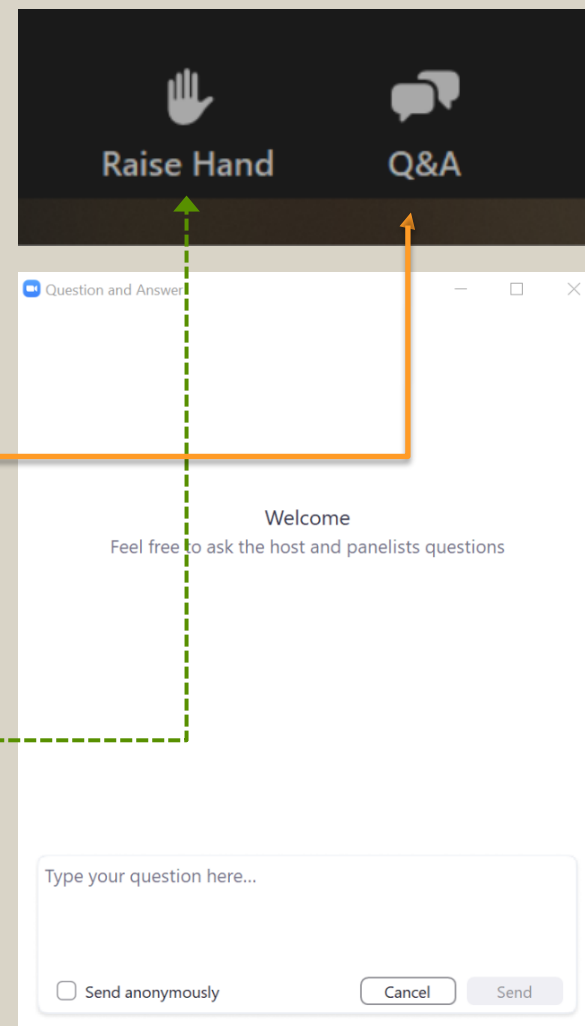 Raise Hand
Q&A
Question and Answer
Welcome
Feel free to ask the host and panelists questions
Type your question here...
Send anonymously
Cancel
Send